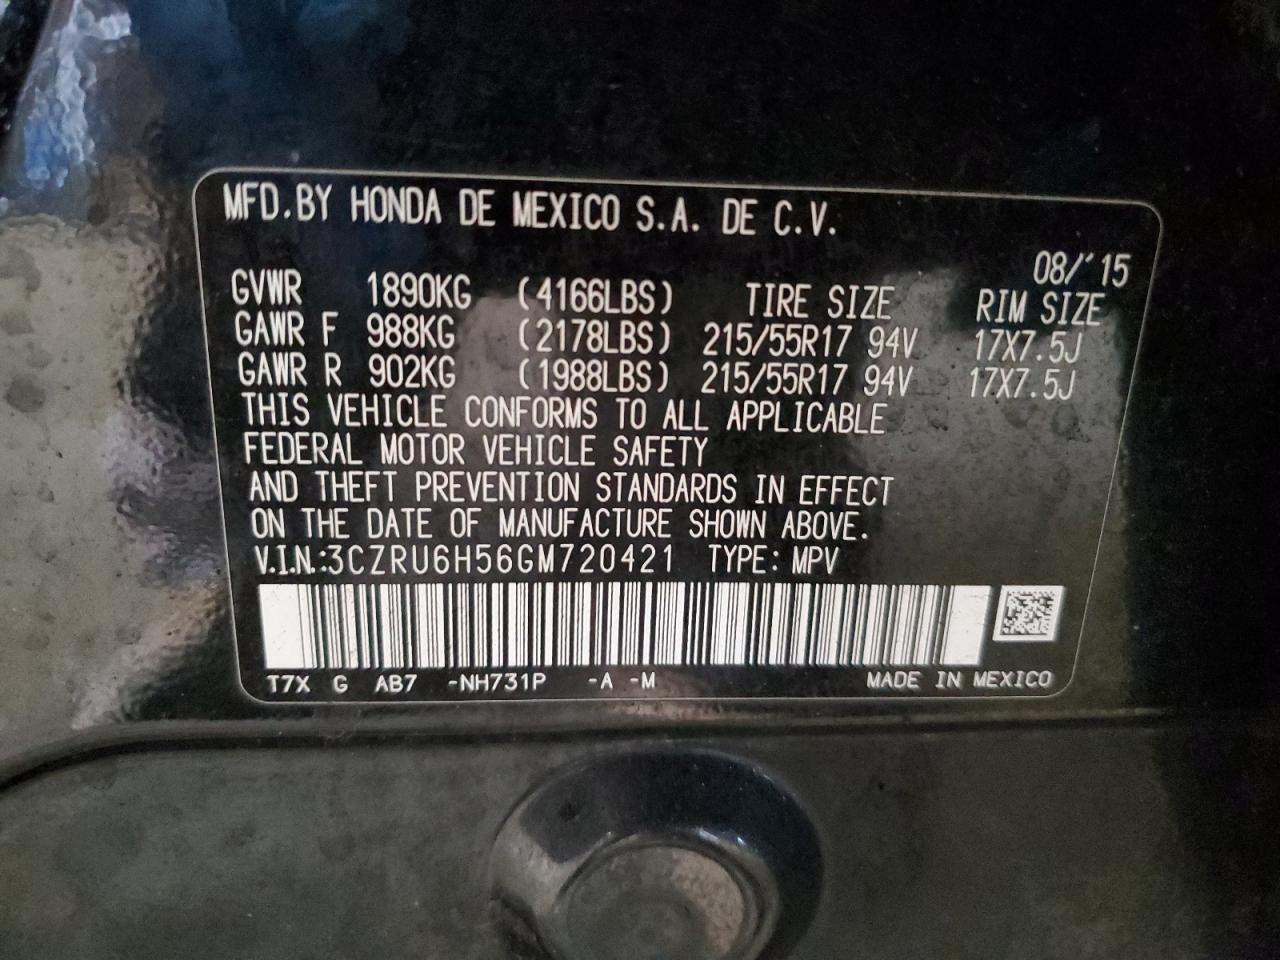 MFD.BY HONDA DE MEXICO S.A. DE C.V.
08/'15
GVWR 1890KG (4166LBS) TIRE SIZE RIM SIZE
GAWR F 988KG (2178LBS) 215/55R17 94V 17X7.5J
GAWR R 902KG (1988LBS) 215/55R17 94V 17X7.5J
THIS VEHICLE CONFORMS TO ALL APPLICABLE
FEDERAL MOTOR VEHICLE SAFETY
AND THEFT PREVENTION STANDARDS IN EFFECT
ON THE DATE OF MANUFACTURE SHOWN ABOVE.
V.I.N.:3CZRU6H56GM720421 TYPE: MPV
T7X G AB7 -NH731P -A -M MADE IN MEXICO